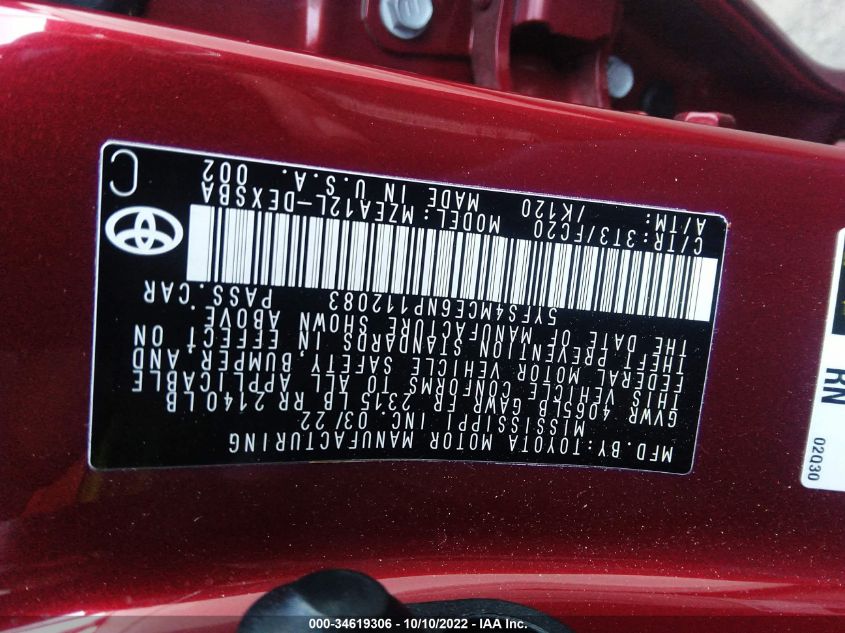 MFD.BY:TOYOTA MOTOR MANUFACTURING
MISSISSIPPI INC. 03/22
GVWR 4065LB GAWR FR 2315LB RR 2140LB
THIS VEHICLE CONFORMS TO ALL APPLICABLE
FEDERAL MOTOR VEHICLE SAFETY, BUMPER AND
THEFT PREVENTION STANDARDS IN EFFECT ON
THE DATE OF MANUFACTURE SHOWN ABOVE.
5YFS4MCE6NP112083 PASS.CAR
C/TR:3T3/FC20 MODEL:MZEA12L-DEXSBA
A/TM: /K120 MADE IN U.S.A. 002
C
RN
02Q30
000-34619306 - 10/10/2022 - IAA Inc.